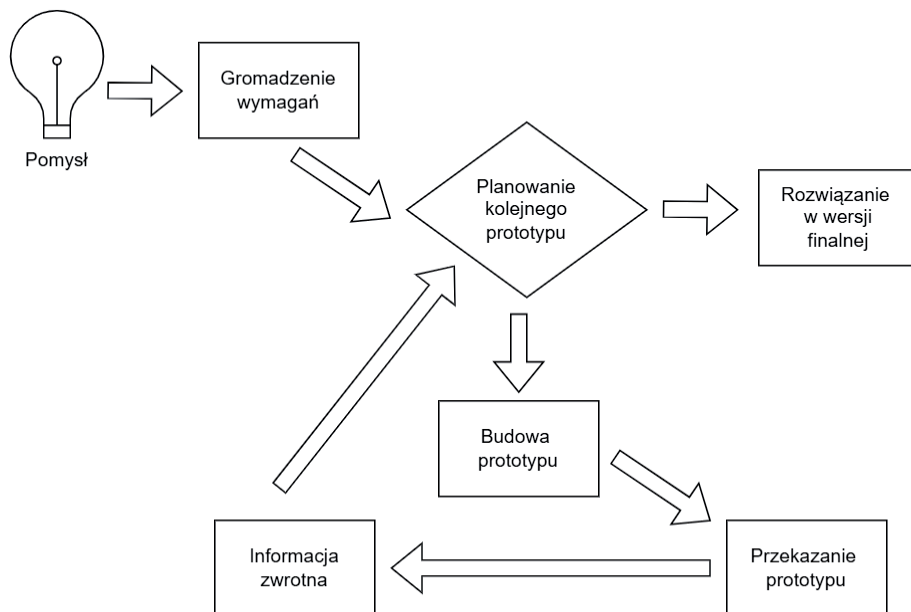 Pomysł
Gromadzenie
wymagań
Planowanie
kolejnego
prototypu
Rozwiązanie
w wersji
finalnej
Budowa
prototypu
Przekazanie
prototypu
Informacja
zwrotna